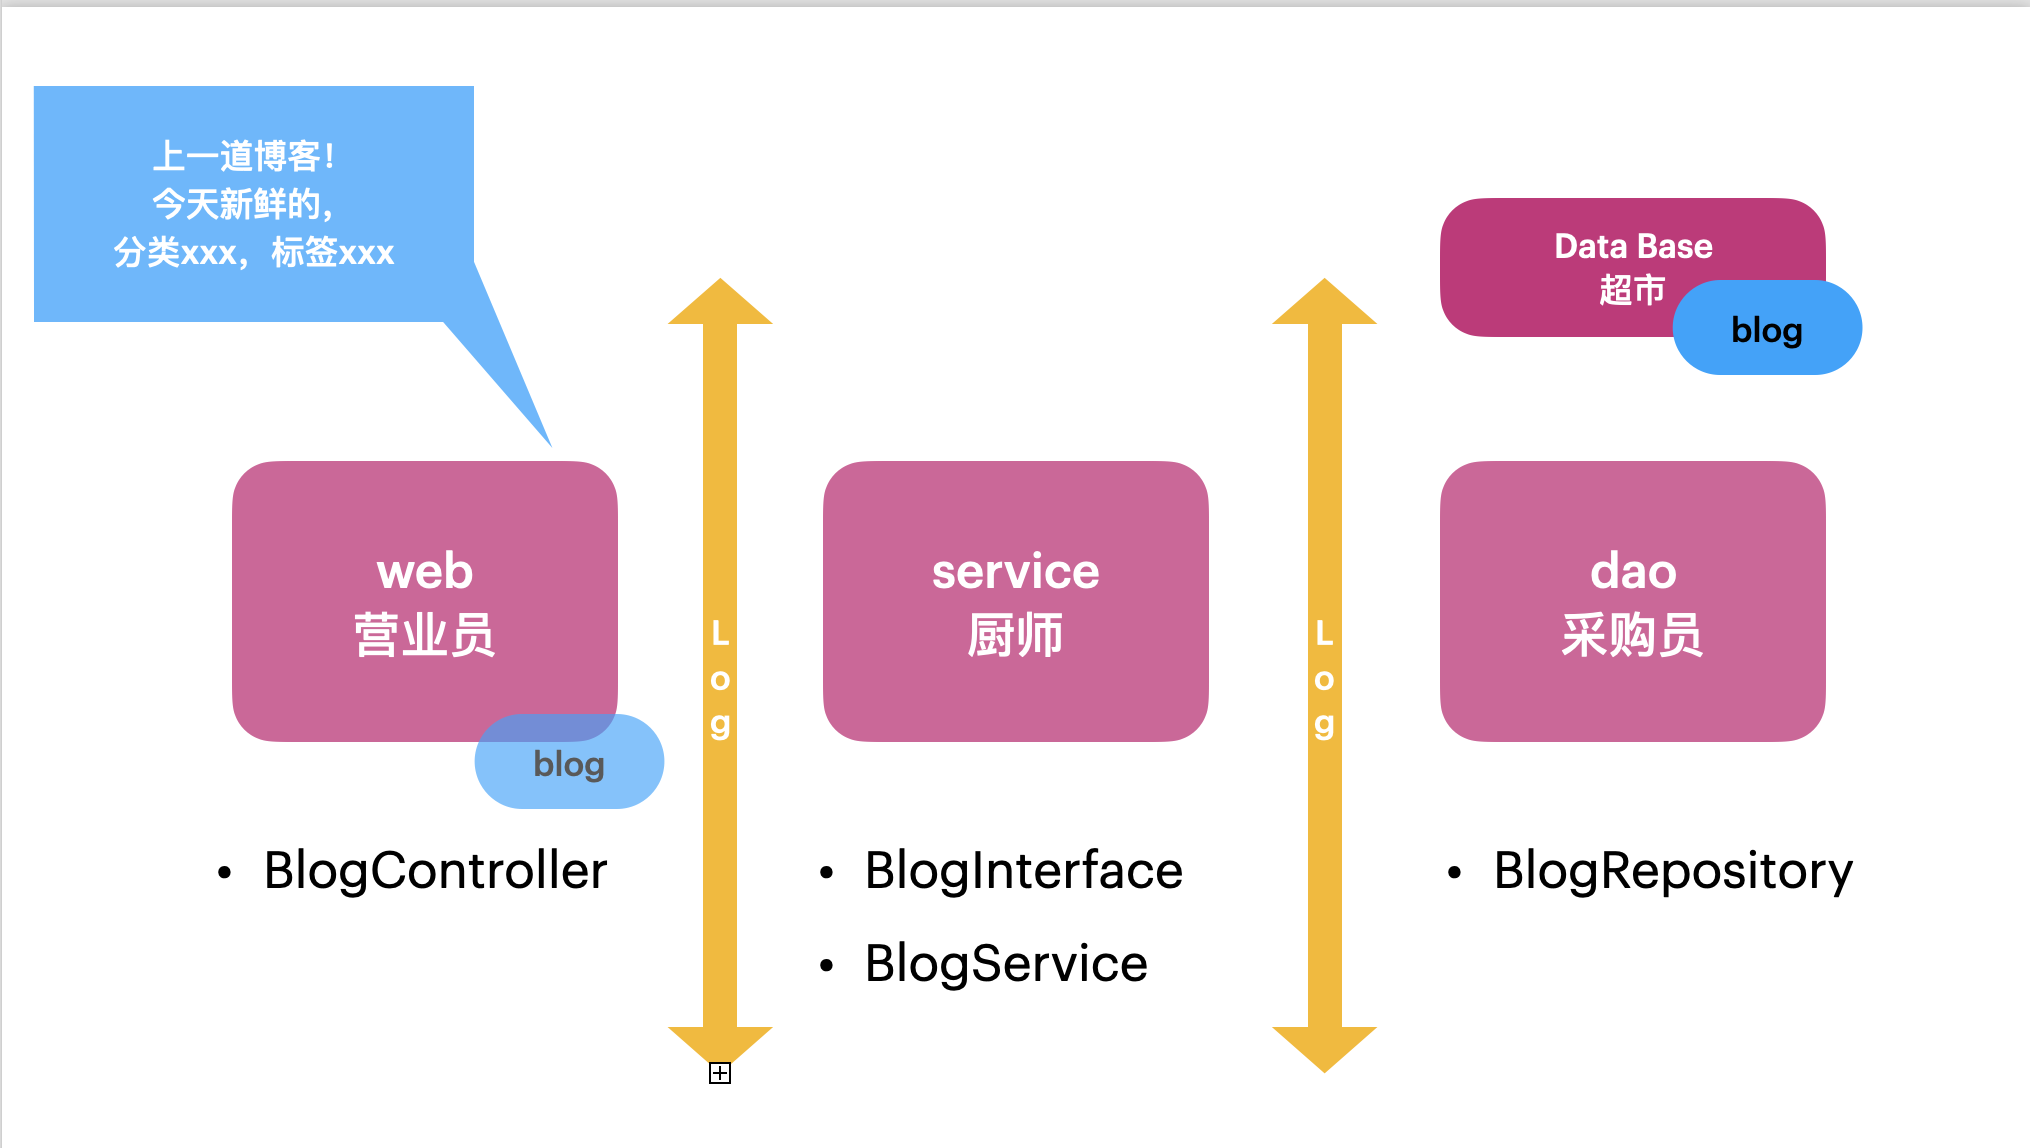 上一道博客！
今天新鲜的，
分类xxx，标签xxx
Data Base
超市
blog
web
营业员
blog
Log
service
厨师
Log
dao
采购员
• BlogController
• BlogInterface
• BlogService
• BlogRepository